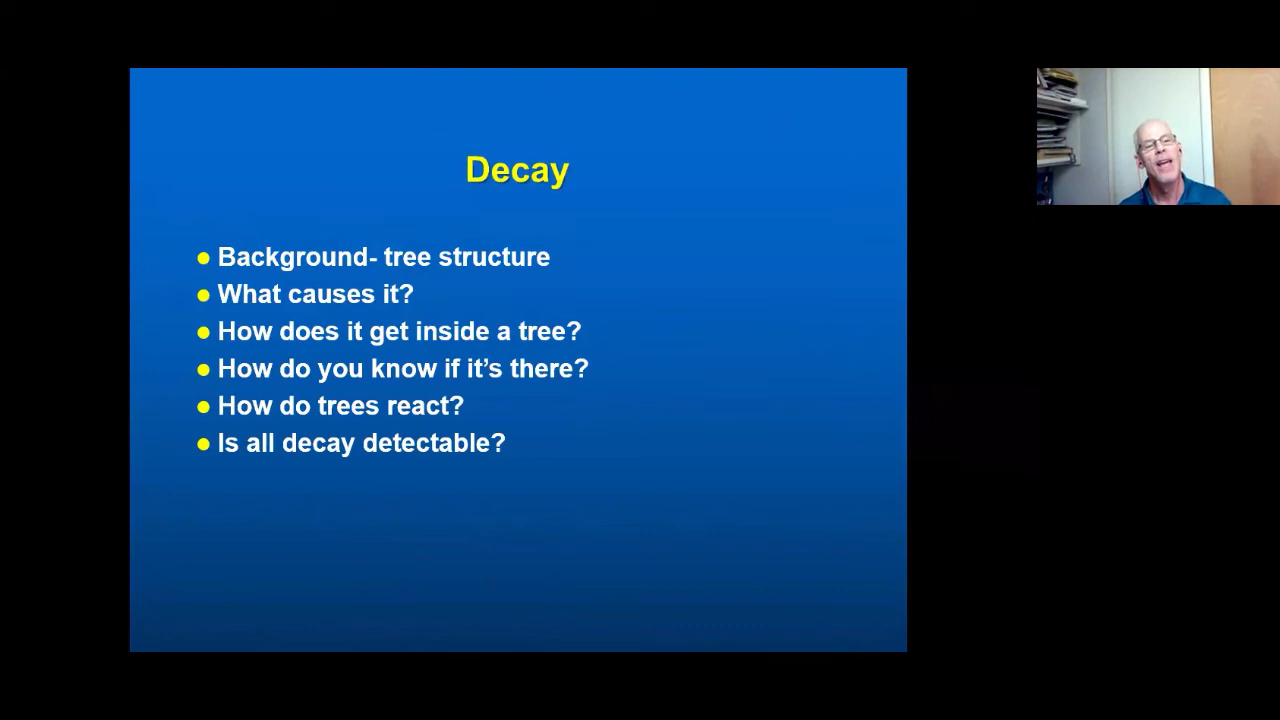 Decay
Background- tree structure
What causes it?
How does it get inside a tree?
How do you know if it’s there?
How do trees react?
Is all decay detectable?